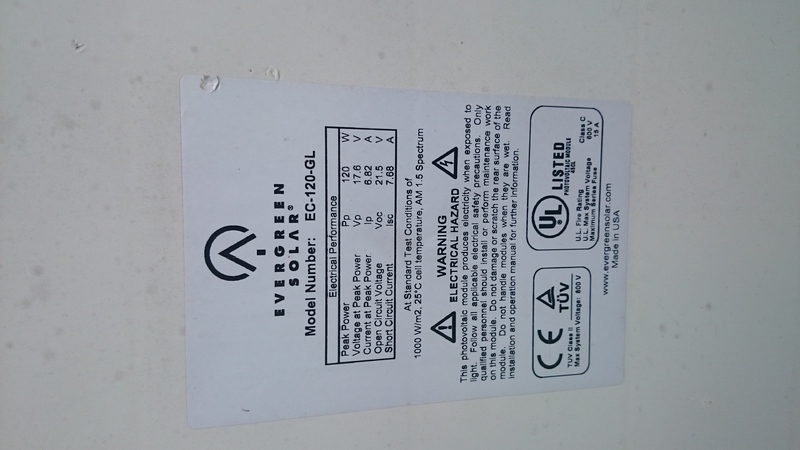 EVERGREEN
SOLAR®
Model Number: EC-120-GL
Electrical Performance
Peak Power Pp 120 W
Voltage at Peak Power Vp 17.6 V
Current at Peak Power Ip 6.82 A
Open Circuit Voltage Voc 21.5 V
Short Circuit Current Isc 7.68 A
At Standard Test Conditions of
1000 W/m2, 25°C cell temperature, AM 1.5 Spectrum
WARNING
ELECTRICAL HAZARD
This photovoltaic module produces electricity when exposed to
light. Follow all applicable electrical safety precautions. Only
qualified personnel should install or perform maintenance work
on this module. Do not damage or scratch the rear surface of the
module. Do not handle modules when they are wet. Read
installation and operation manual for further information.
CE
TÜV
TUV Class II
Max System Voltage: 800 V
UL
LISTED
PHOTOVOLTAIC MODULE
U.L. Fire Rating Class C
U.L. Max System Voltage 600 V
Maximum Series Fuse 15 A
www.evergreensolar.com
Made in USA